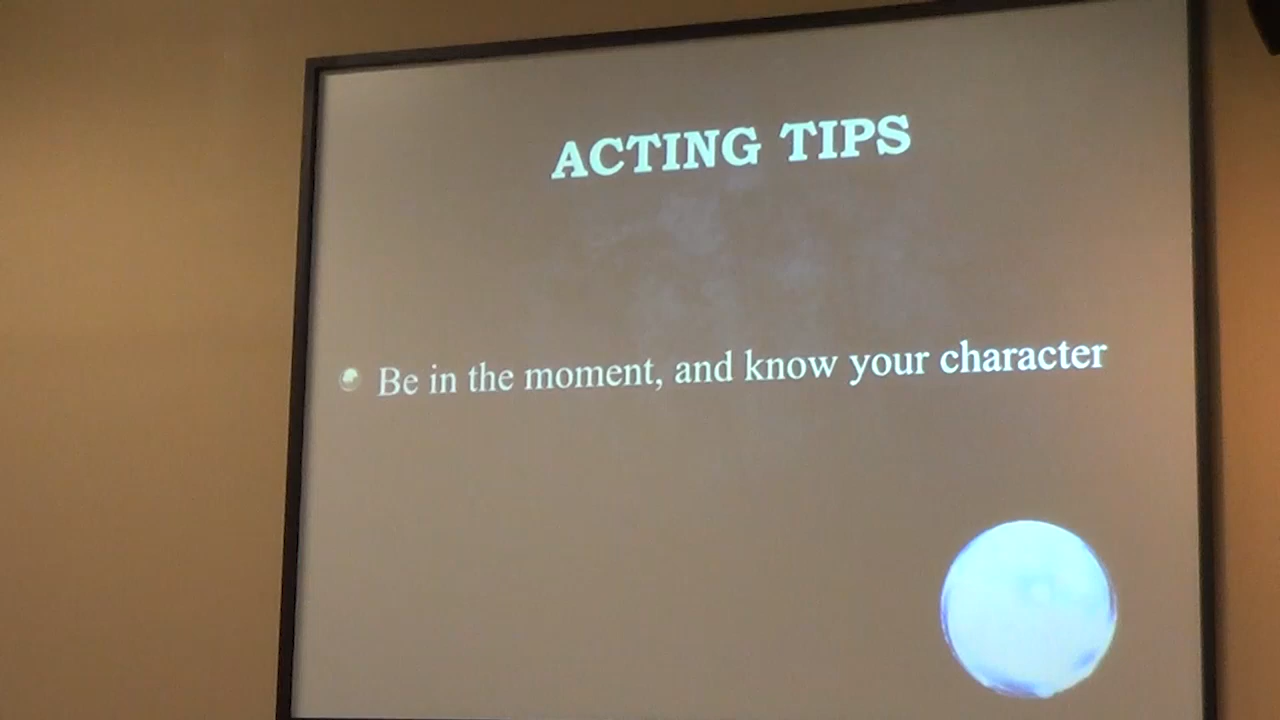 ACTING TIPS
Be in the moment, and know your character